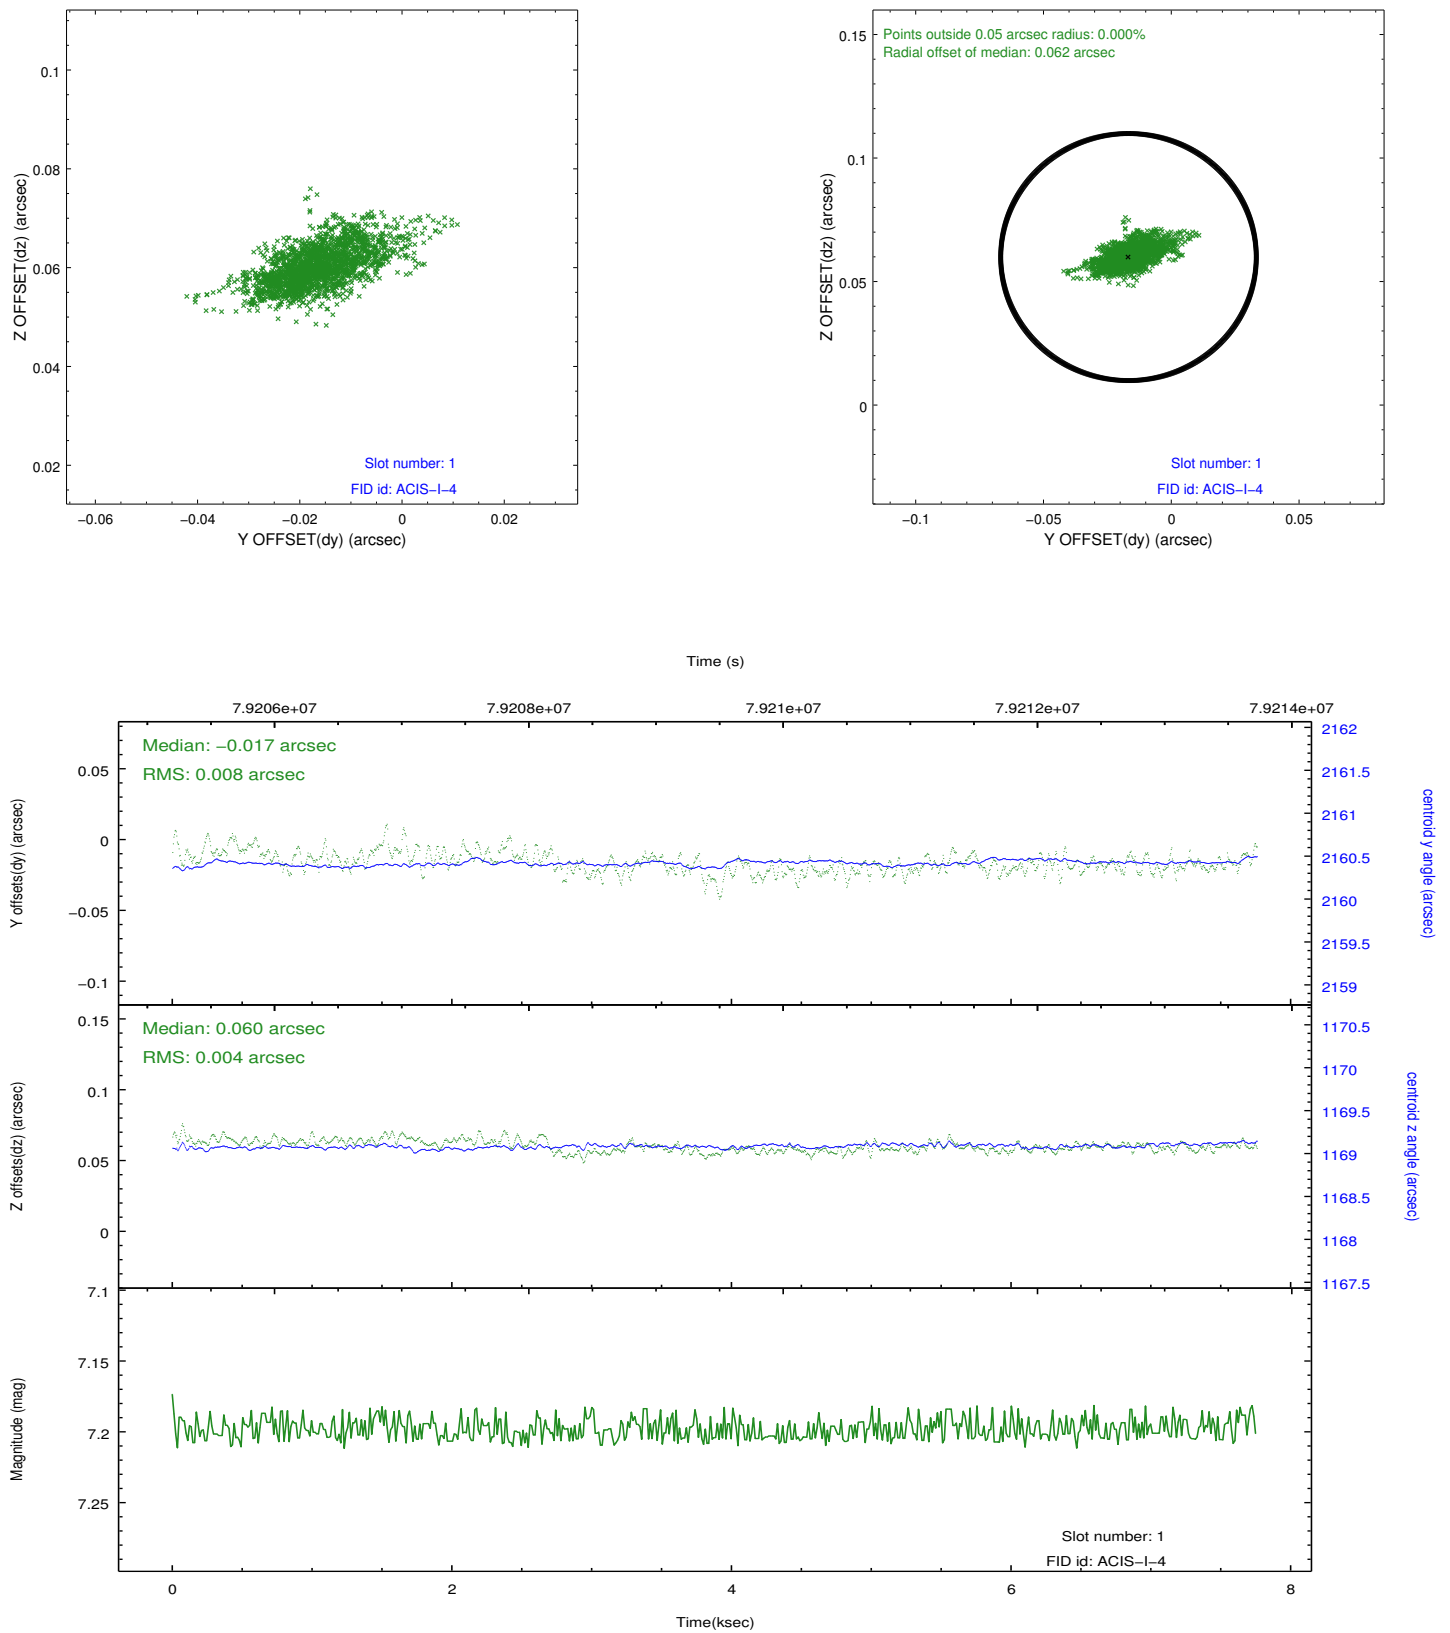 0.1
0.08
0.06
0.04
0.02
Z OFFSET(dz) (arcsec)
Slot number: 1
FID id: ACIS−I−4
−0.06 −0.04 −0.02 0 0.02
Y OFFSET(dy) (arcsec)
Points outside 0.05 arcsec radius: 0.000%
Radial offset of median: 0.062 arcsec
0.15
0.1
0.05
0
Z OFFSET(dz) (arcsec)
Slot number: 1
FID id: ACIS−I−4
−0.1 −0.05 0 0.05
Y OFFSET(dy) (arcsec)
Time (s)
7.9206e+07 7.9208e+07 7.921e+07 7.9212e+07 7.9214e+07
Median: −0.017 arcsec
RMS: 0.008 arcsec
0.05
0
−0.05
−0.1
Y offsets(dy) (arcsec)
2162
2161.5
2161
2160.5
2160
2159.5
2159
centroid y angle (arcsec)
Median: 0.060 arcsec
RMS: 0.004 arcsec
0.15
0.1
0.05
0
Z offsets(dz) (arcsec)
1170.5
1170
1169.5
1169
1168.5
1168
1167.5
centroid z angle (arcsec)
7.1
7.15
7.2
7.25
Magnitude (mag)
Slot number: 1
FID id: ACIS−I−4
0 2 4 6 8
Time(ksec)